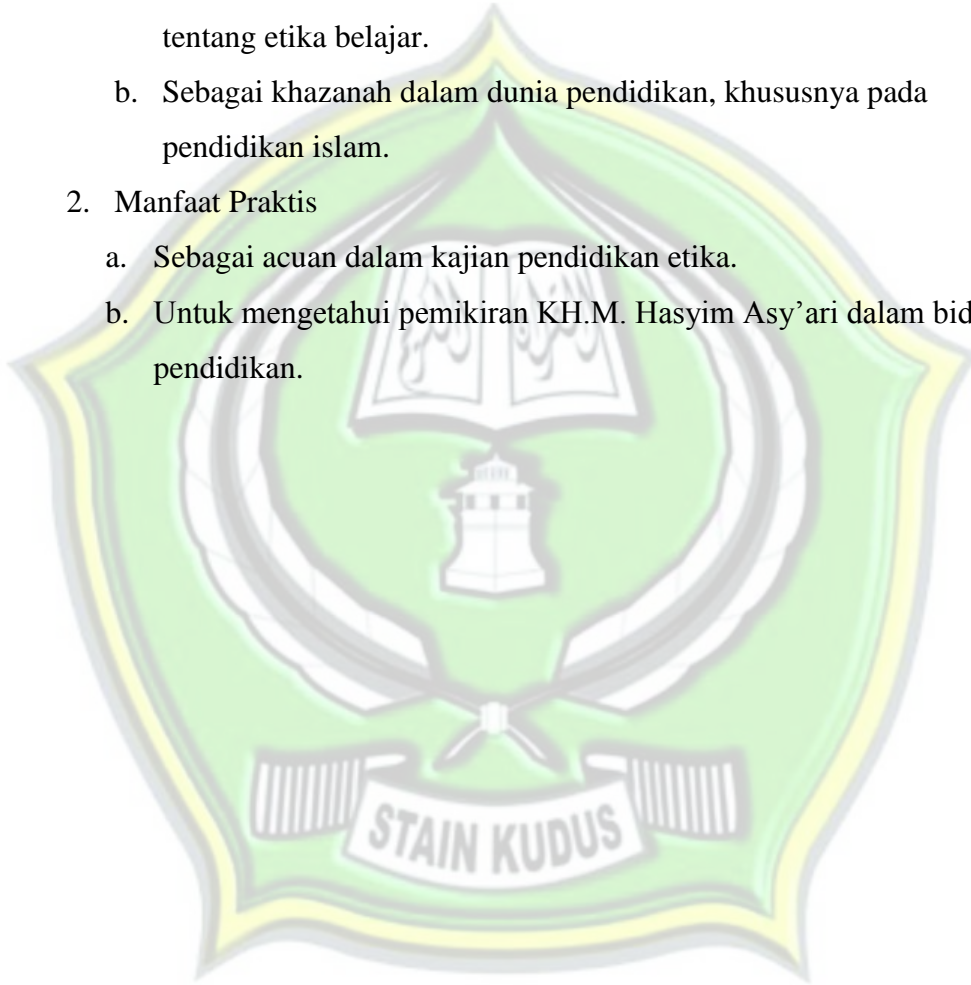 tentang etika belajar.
b. Sebagai khazanah dalam dunia pendidikan, khususnya pada
pendidikan islam.
2. Manfaat Praktis
a. Sebagai acuan dalam kajian pendidikan etika.
b. Untuk mengetahui pemikiran KH.M. Hasyim Asy’ari dalam bid
pendidikan.
STAIN KUDUS